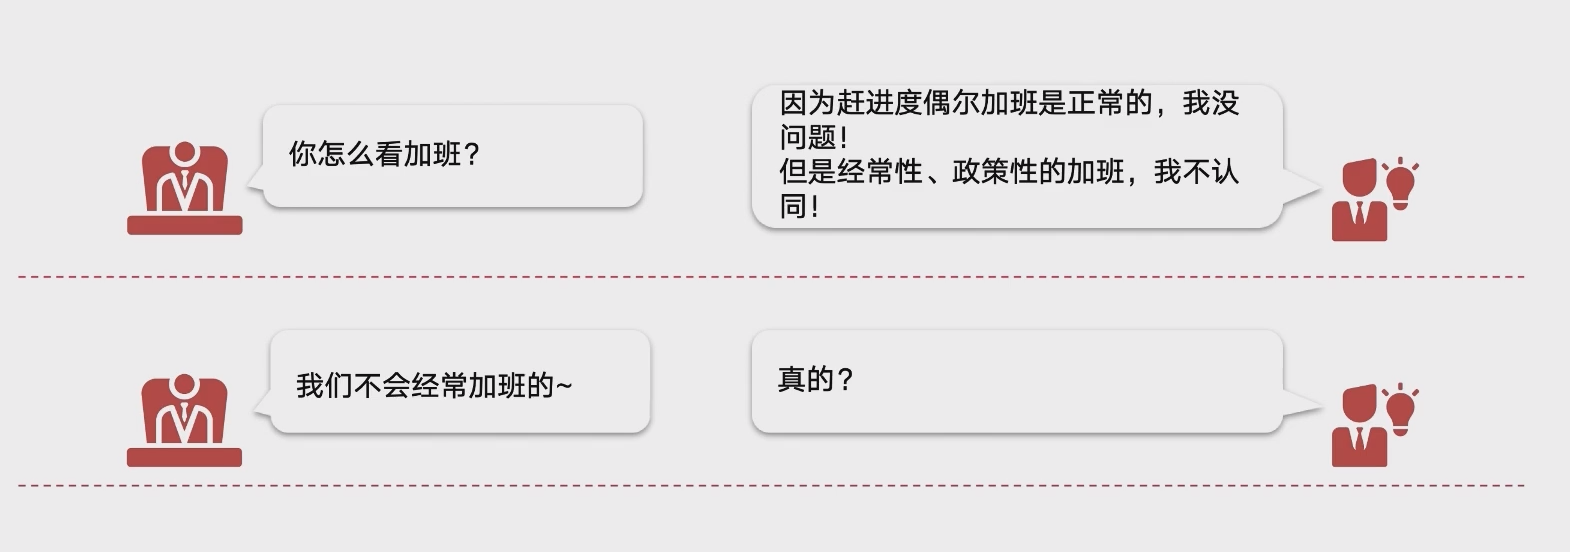 你怎么看加班？
因为赶进度偶尔加班是正常的，我没
问题！
但是经常性、政策性的加班，我不认
同！
我们不会经常加班的~
真的？